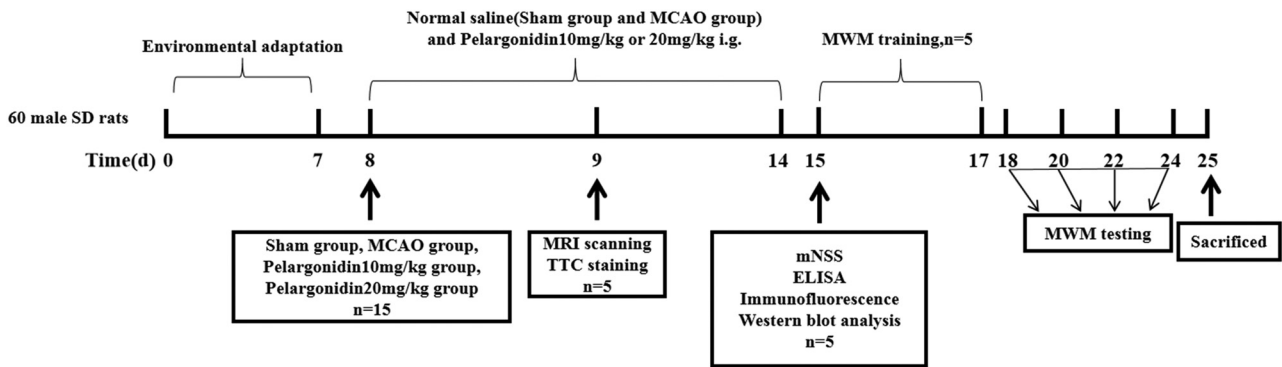 Normal saline(Sham group and MCAO group)
and Pelargonidin10mg/kg or 20mg/kg i.g.
Environmental adaptation
MWM training,n=5
60 male SD rats
Time(d) 0 7 8 9 14 15 17 18 20 22 24 25
Sham group, MCAO group,
Pelargonidin10mg/kg group,
Pelargonidin20mg/kg group
n=15
MRI scanning
TTC staining
n=5
mNSS
ELISA
Immunofluorescence
Western blot analysis
n=5
MWM testing
Sacrificed